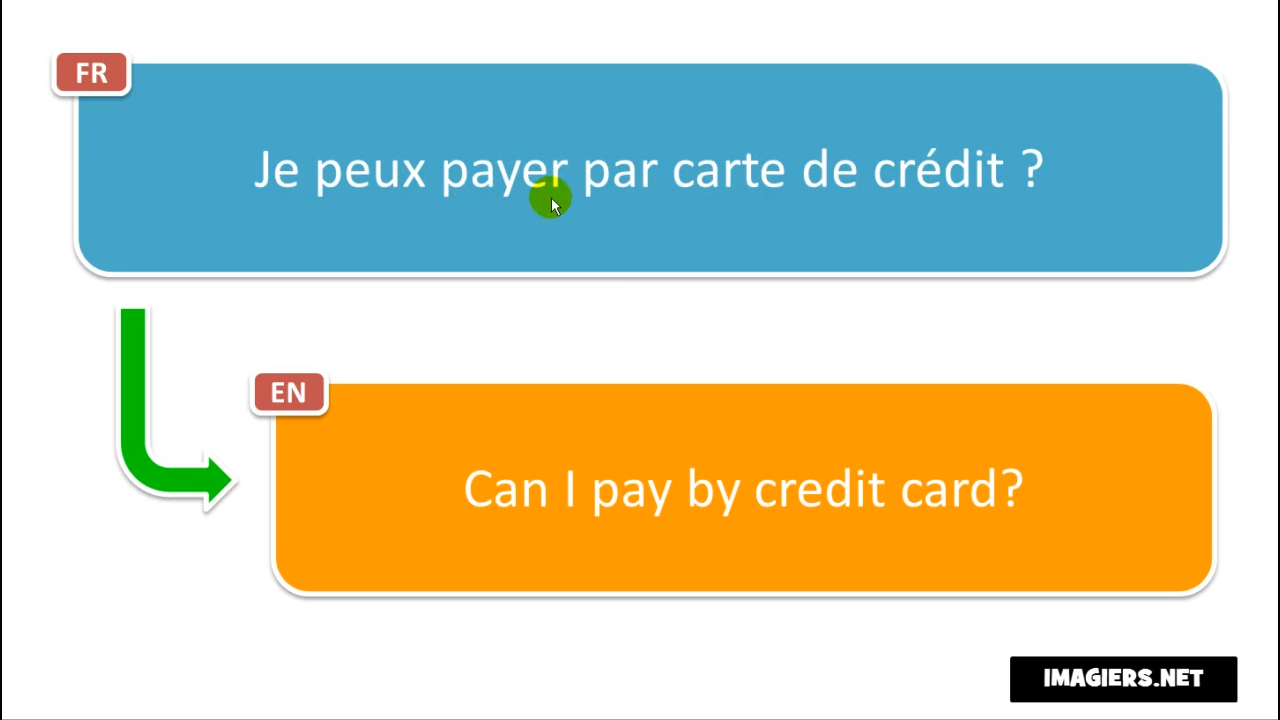 FR
Je peux payer par carte de crédit ?
EN
Can I pay by credit card?
IMAGIERS.NET